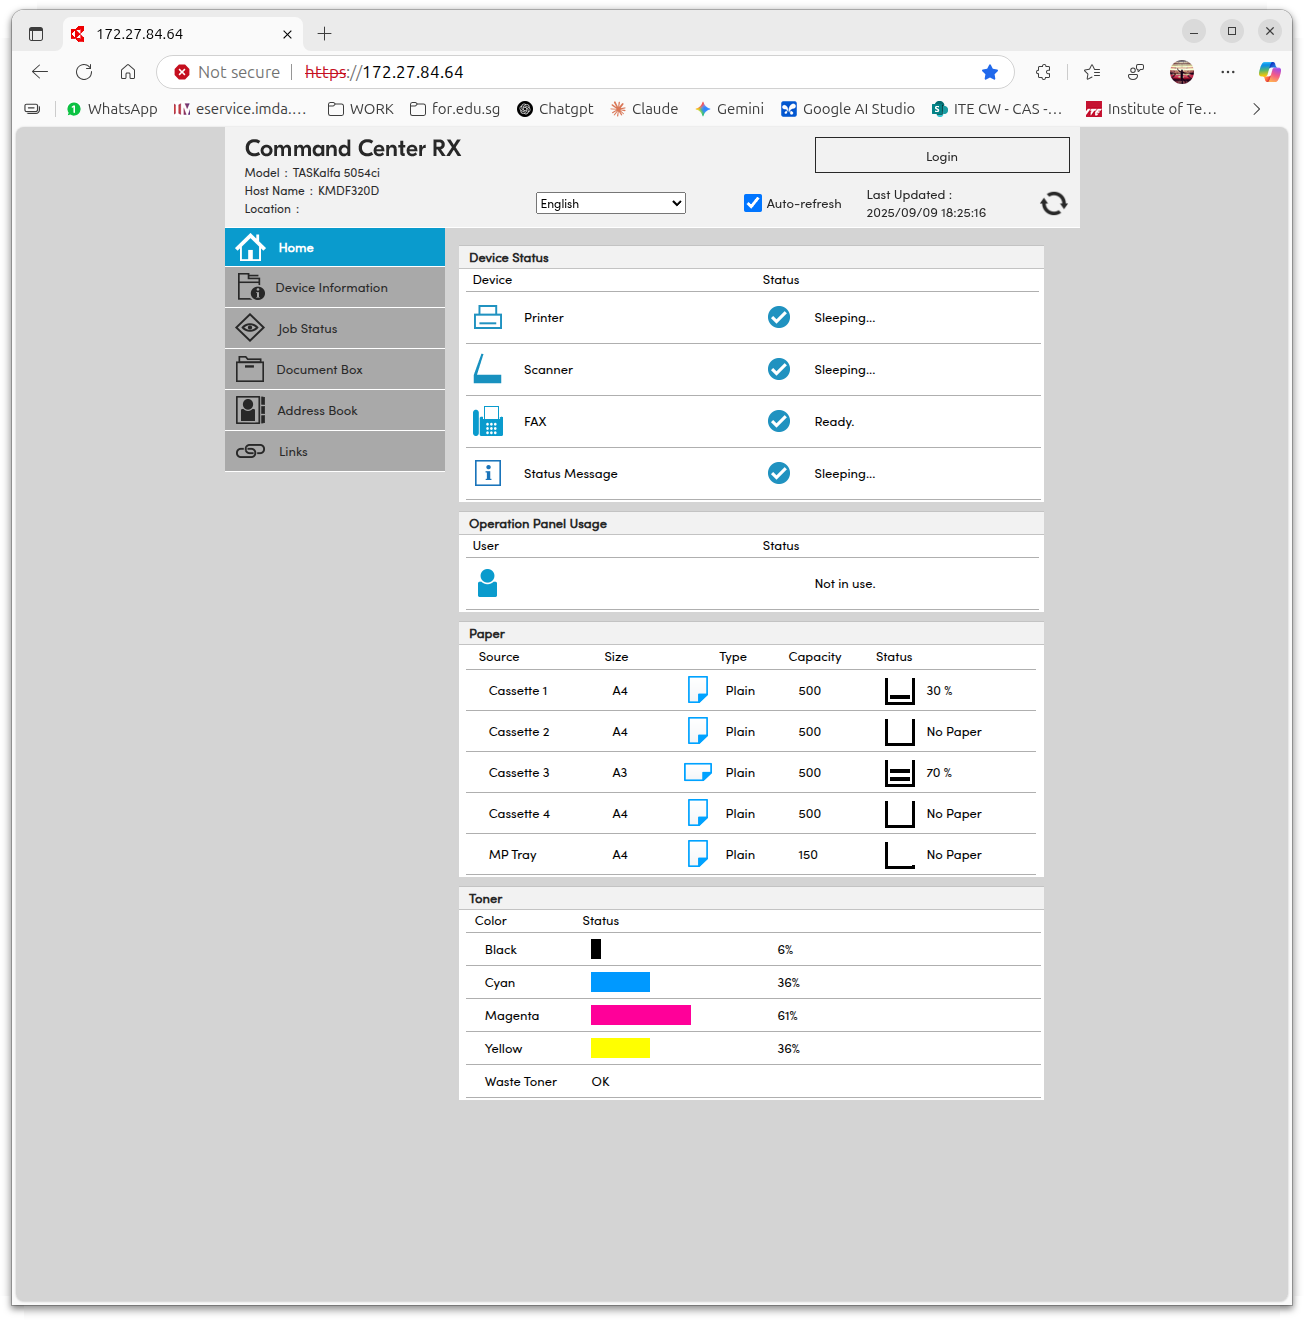 172.27.84.64
Not secure https://172.27.84.64
WhatsApp eservice.imda.... WORK for.edu.sg Chatgpt Claude Gemini Google AI Studio ITE CW - CAS -... Institute of Te...
Command Center RX
Model : TASKalfa 5054ci
Host Name : KMDF320D
Location :
English
Auto-refresh
Last Updated :
2025/09/09 18:25:16
Login
Home
Device Information
Job Status
Document Box
Address Book
Links
Device Status
Device Status
Printer Sleeping...
Scanner Sleeping...
FAX Ready.
Status Message Sleeping...
Operation Panel Usage
User Status
Not in use.
Paper
Source Size Type Capacity Status
Cassette 1 A4 Plain 500 30 %
Cassette 2 A4 Plain 500 No Paper
Cassette 3 A3 Plain 500 70 %
Cassette 4 A4 Plain 500 No Paper
MP Tray A4 Plain 150 No Paper
Toner
Color Status
Black 6%
Cyan 36%
Magenta 61%
Yellow 36%
Waste Toner OK